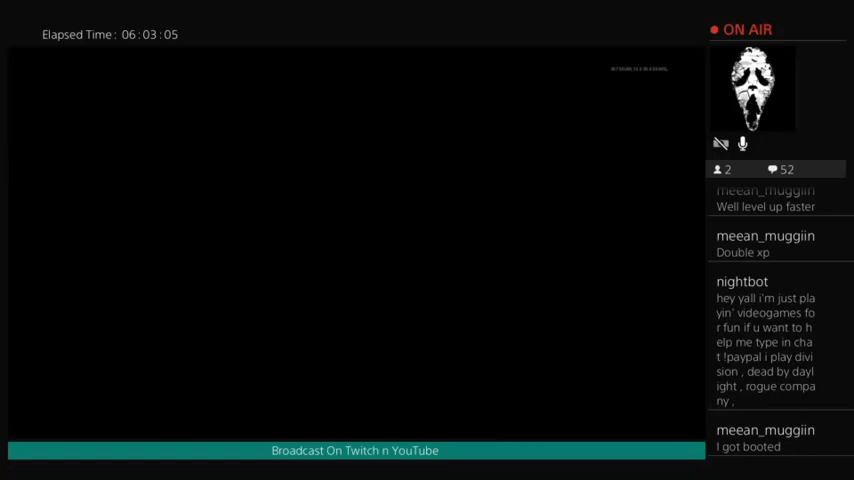 Elapsed Time: 06:03:05
ON AIR
2 52
meean_muggiin
Well level up faster
meean_muggiin
Double xp
nightbot
hey yall i'm just pla
yin' videogames fo
r fun if u want to h
elp me type in cha
t !paypal i play divi
sion , dead by dayl
ight , rogue compa
ny ,
meean_muggiin
I got booted
Broadcast On Twitch n YouTube